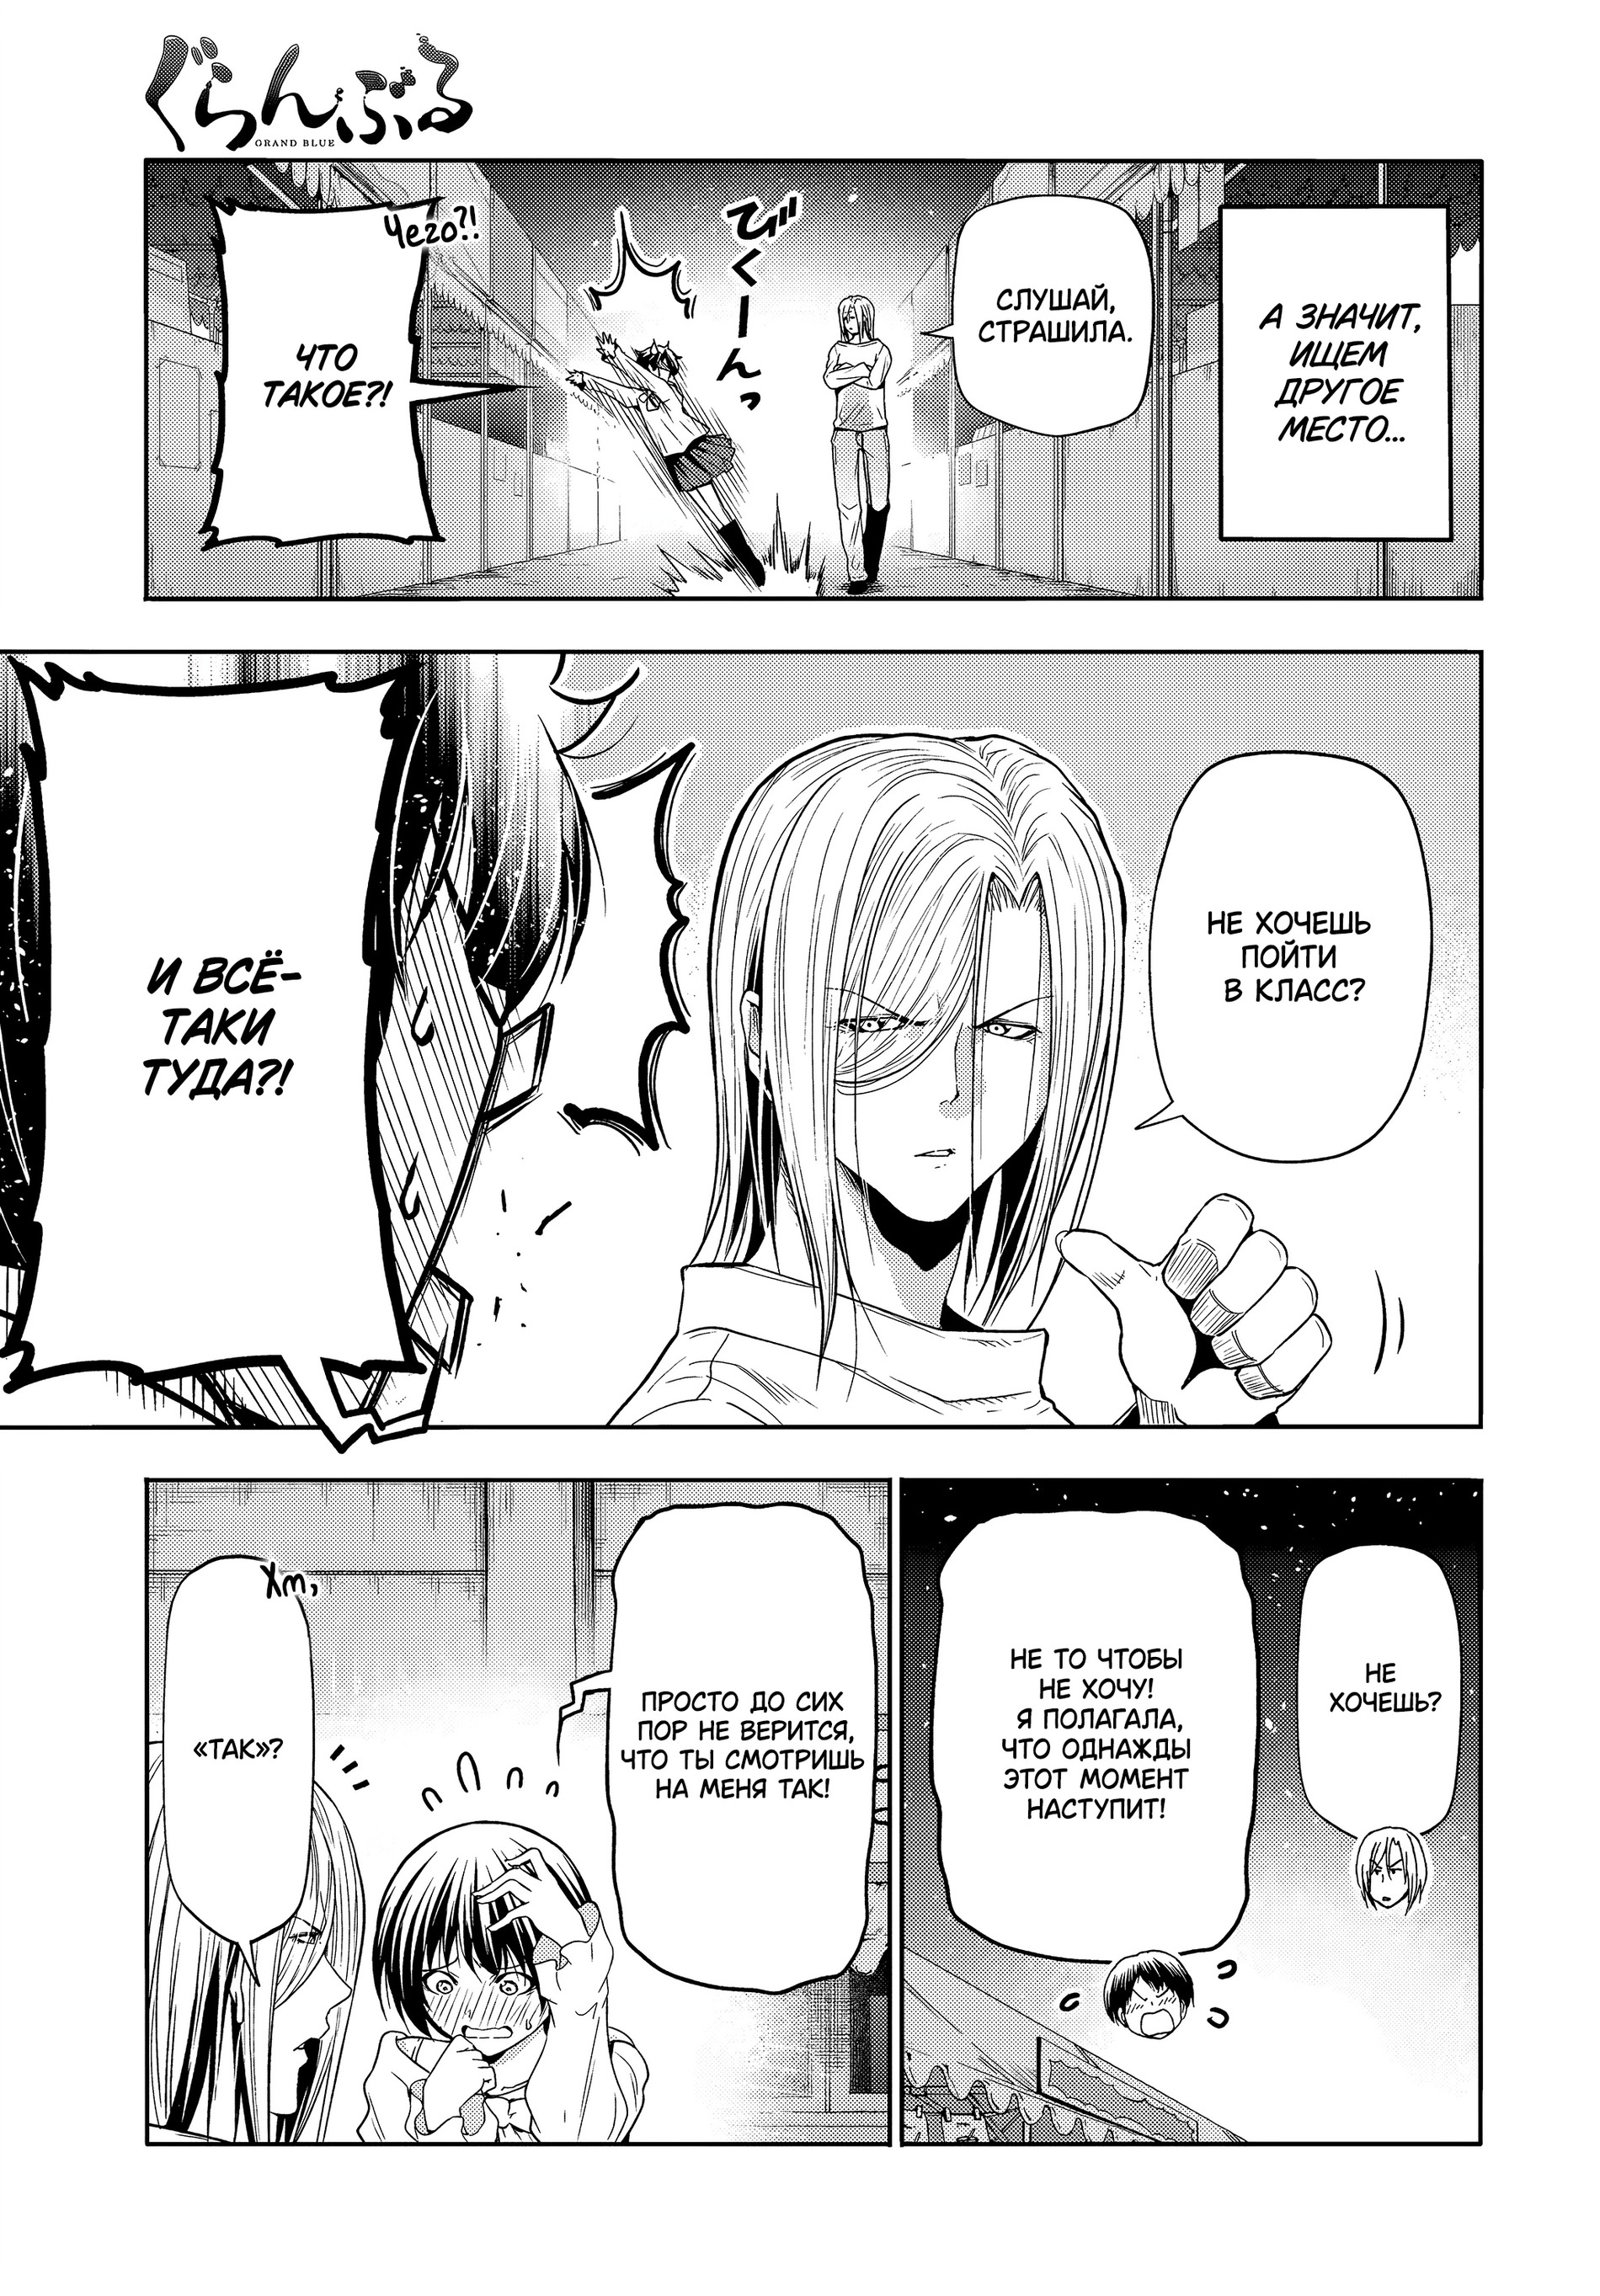 ぐらんぶる
GRAND BLUE
А ЗНАЧИТ,
ИЩЕМ
ДРУГОЕ
МЕСТО...
СЛУШАЙ,
СТРАШИЛА.
びくーんっ
Чего?!
ЧТО
ТАКОЕ?!
НЕ ХОЧЕШЬ
ПОЙТИ
В КЛАСС?
И ВСЁ-
ТАКИ
ТУДА?!
НЕ
ХОЧЕШЬ?
НЕ ТО ЧТОБЫ
НЕ ХОЧУ!
Я ПОЛАГАЛА,
ЧТО ОДНАЖДЫ
ЭТОТ МОМЕНТ
НАСТУПИТ!
ПРОСТО ДО СИХ
ПОР НЕ ВЕРИТСЯ,
ЧТО ТЫ СМОТРИШЬ
НА МЕНЯ ТАК!
Хм,
«ТАК»?